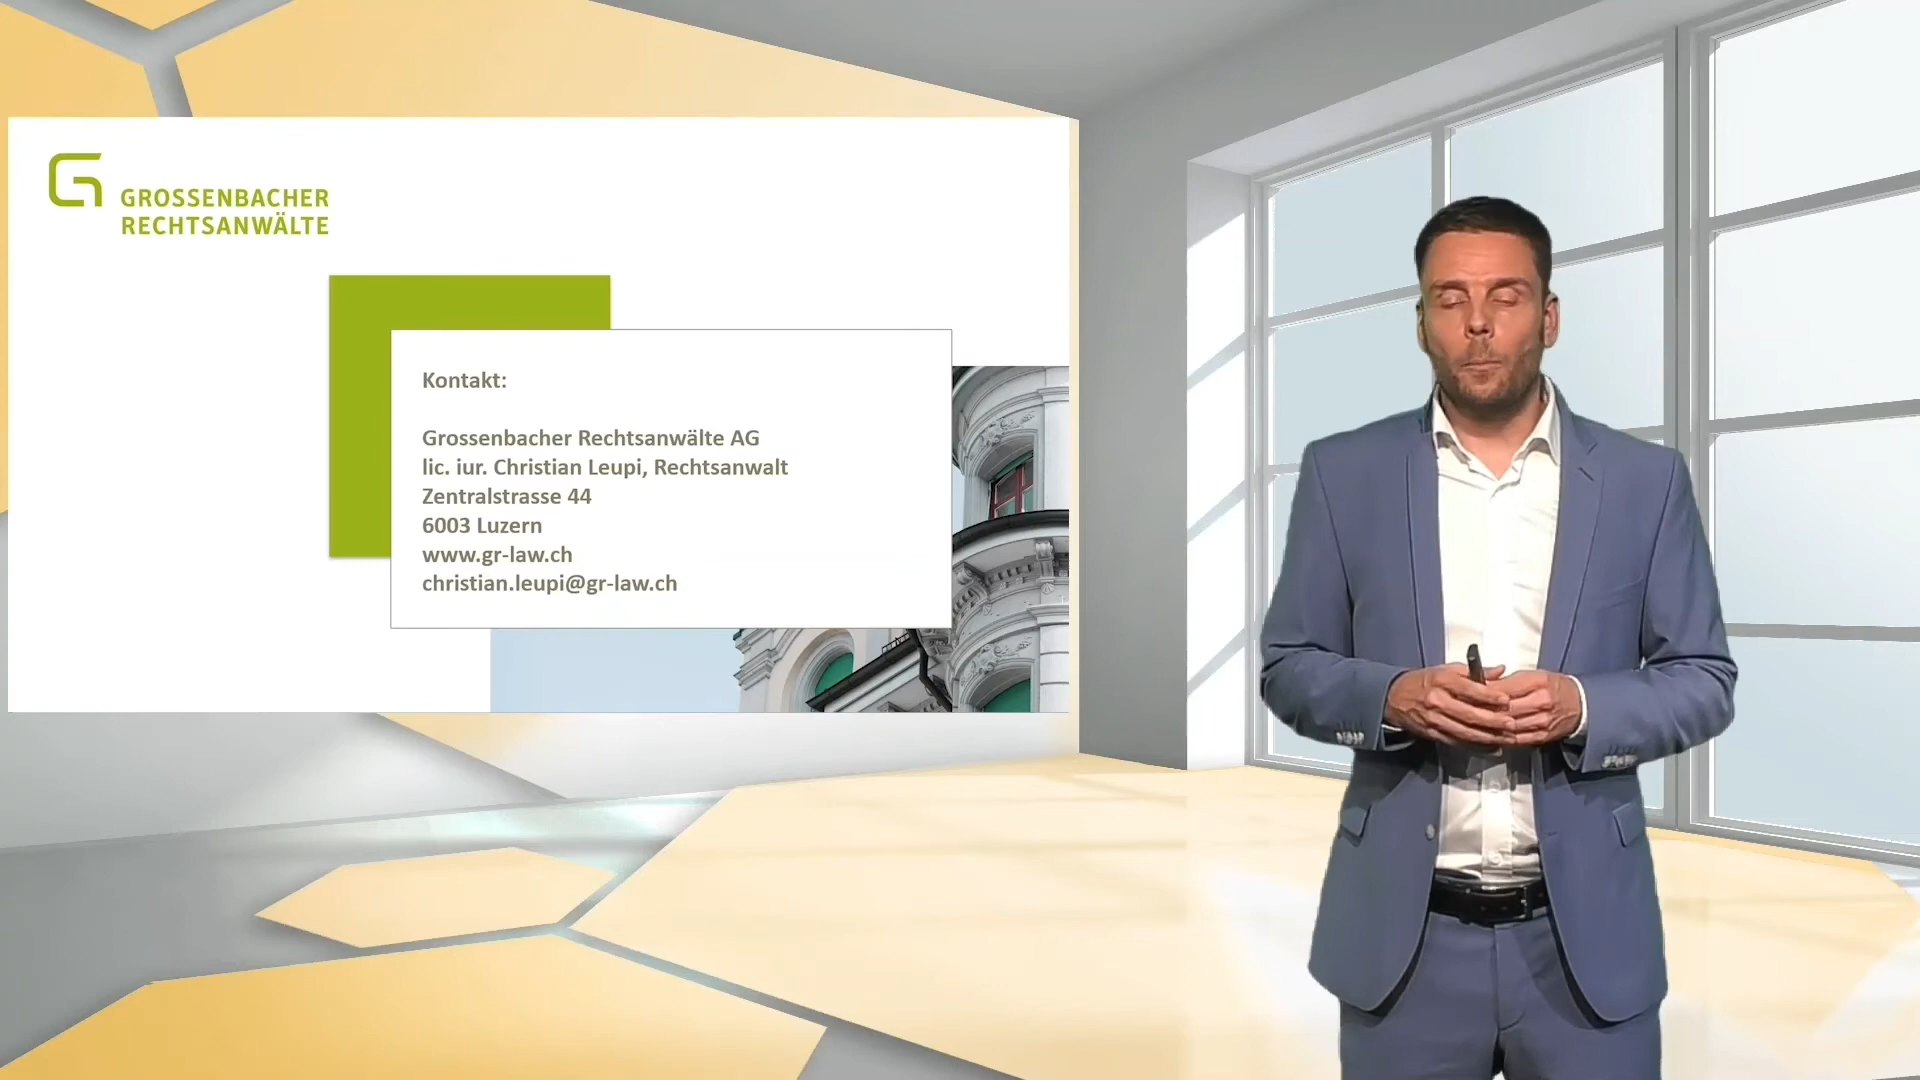 GROSSENBACHER
RECHTSANWÄLTE
Kontakt:
Grossenbacher Rechtsanwälte AG
lic. iur. Christian Leupi, Rechtsanwalt
Zentralstrasse 44
6003 Luzern
www.gr-law.ch
christian.leupi@gr-law.ch